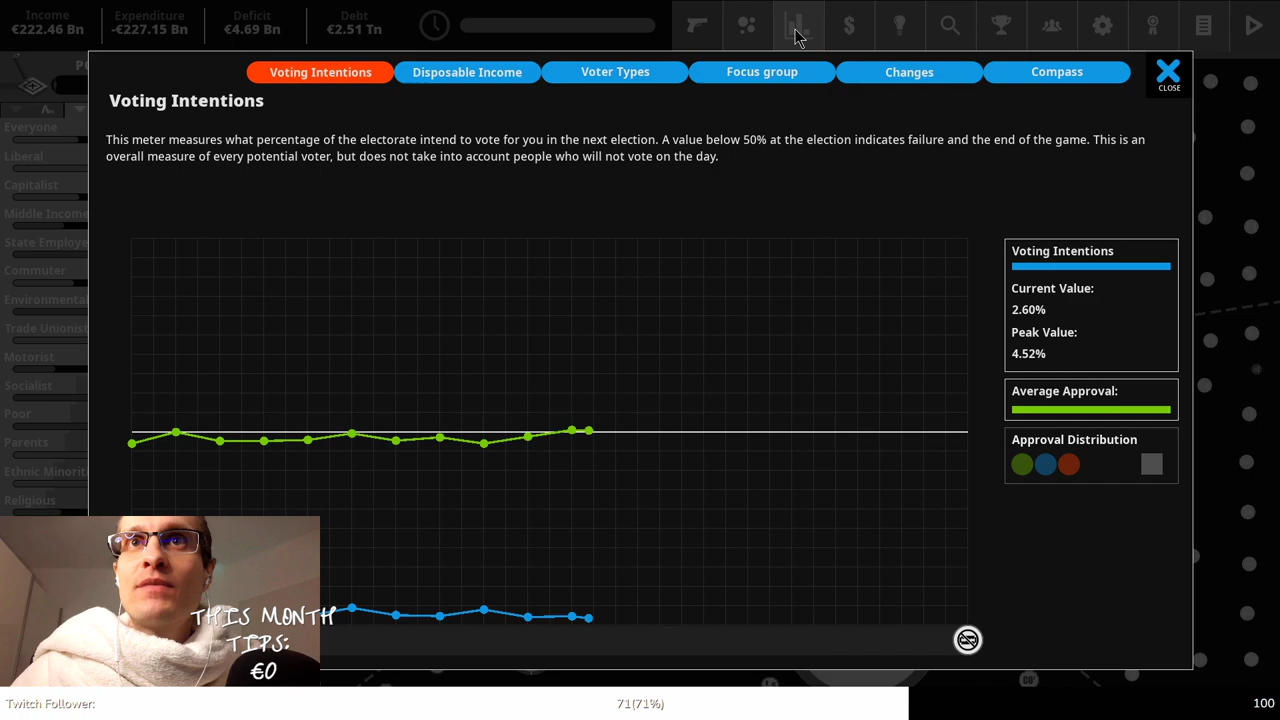 Income
€222.46 Bn
Expenditure
-€227.15 Bn
Deficit
€4.69 Bn
Debt
€2.51 Tn
Voting Intentions
Disposable Income
Voter Types
Focus group
Changes
Compass
CLOSE
Voting Intentions
This meter measures what percentage of the electorate intend to vote for you in the next election. A value below 50% at the election indicates failure and the end of the game. This is an
overall measure of every potential voter, but does not take into account people who will not vote on the day.
Everyone
Liberal
Capitalist
Middle Income
State Employe
Commuter
Environmental
Trade Unionist
Motorist
Socialist
Poor
Parents
Ethnic Minorit
Religious
Voting Intentions
Current Value:
2.60%
Peak Value:
4.52%
Average Approval:
Approval Distribution
THIS MONTH
TIPS:
€0
Twitch Follower:
71(71%)
100